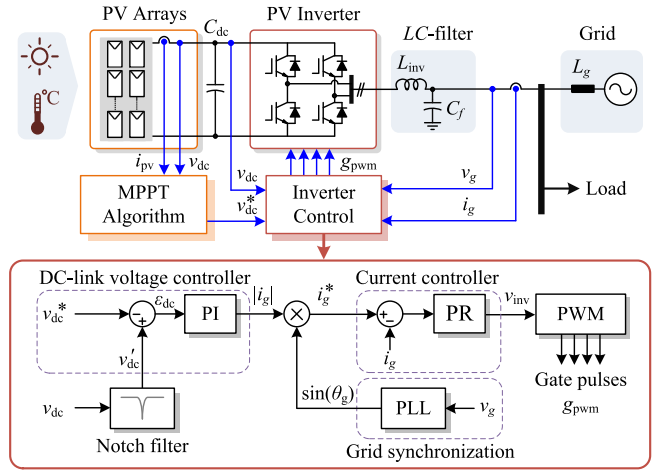 PV Arrays
PV Inverter
LC-filter
Grid
C_dc
L_inv
L_g
°C
C_f
i_pv
v_dc
g_pwm
v_dc
v_g
MPPT
Algorithm
v_dc*
Inverter
Control
i_g
Load
DC-link voltage controller
Current controller
v_dc*
− +
ε_dc
PI
|i_g|
×
i_g*
+ −
PR
v_inv
PWM
v_dc′
i_g
Gate pulses
g_pwm
v_dc
Notch filter
sin(θ_g)
PLL
v_g
Grid synchronization